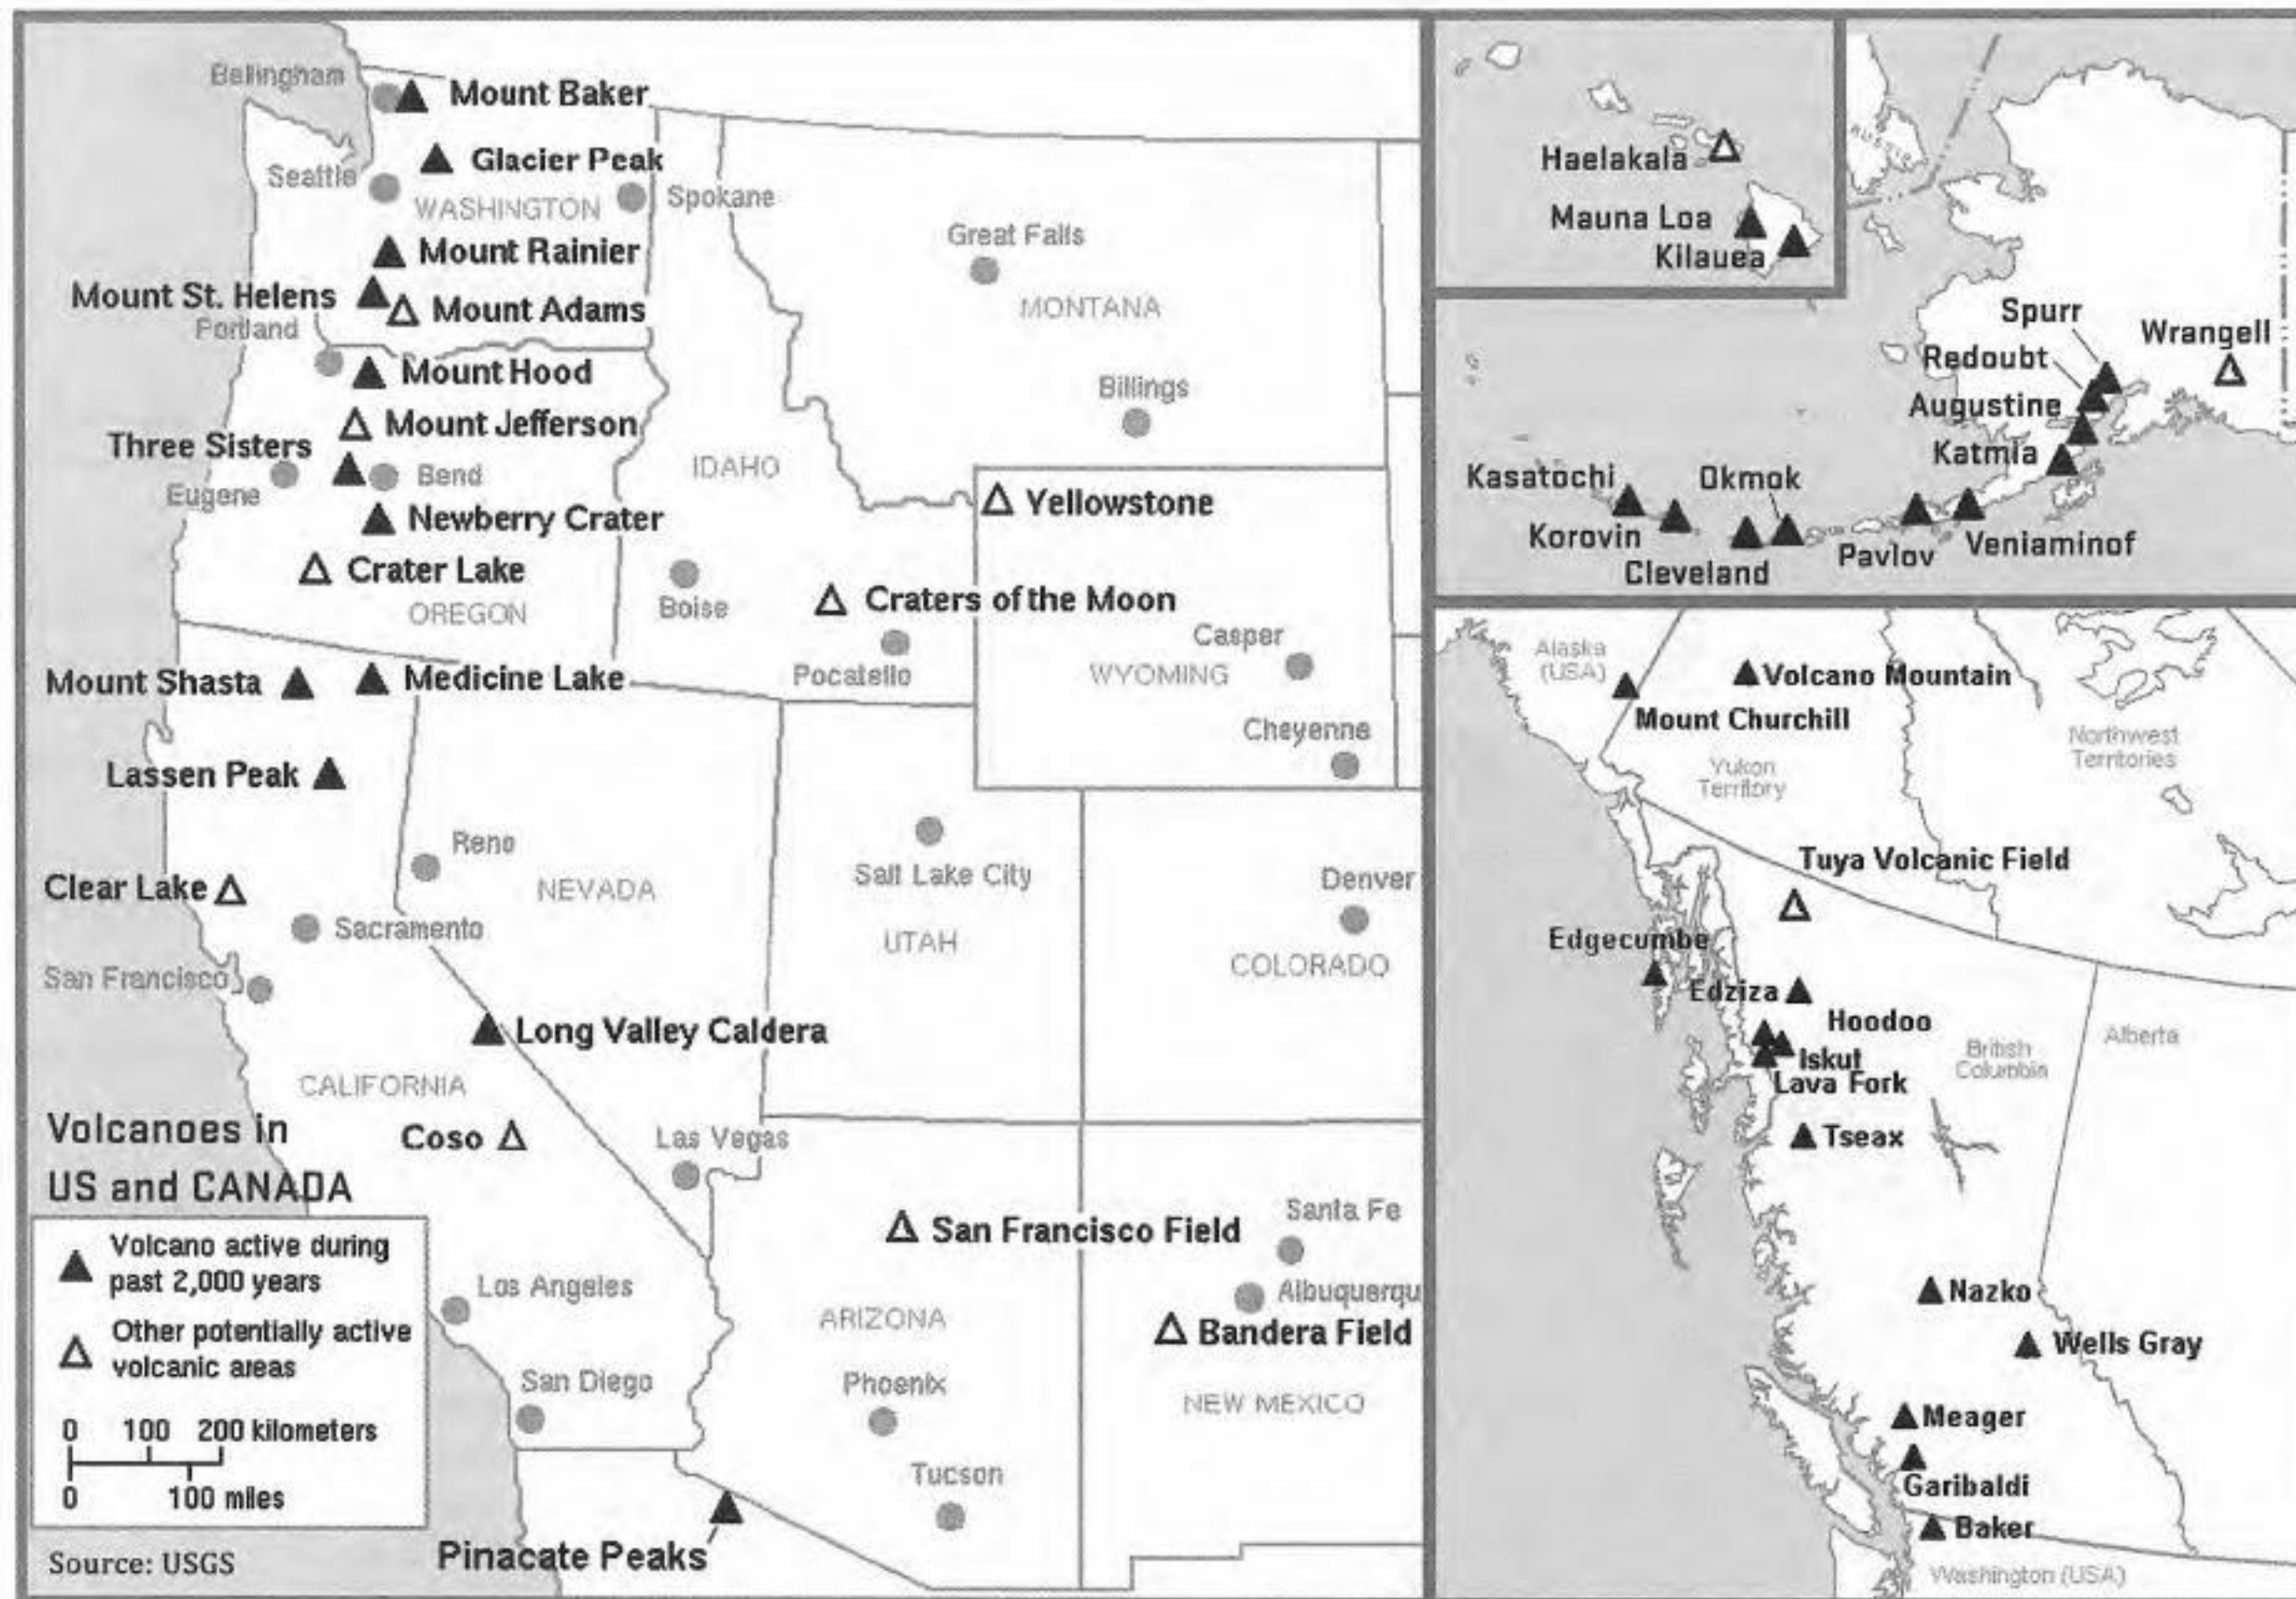 Bellingham
Mount Baker
Glacier Peak
Seattle
WASHINGTON
Spokane
Mount Rainier
Mount St. Helens
Mount Adams
Portland
Mount Hood
Mount Jefferson
Three Sisters
Bend
Eugene
Newberry Crater
Crater Lake
OREGON
Great Falls
MONTANA
Billings
IDAHO
Yellowstone
Boise
Craters of the Moon
Pocatello
Casper
WYOMING
Cheyenne
Mount Shasta
Medicine Lake
Lassen Peak
Reno
NEVADA
Clear Lake
Sacramento
San Francisco
Salt Lake City
UTAH
Denver
COLORADO
Long Valley Caldera
CALIFORNIA
Coso
Las Vegas
San Francisco Field
Santa Fe
Albuquerqu
Bandera Field
ARIZONA
NEW MEXICO
Los Angeles
San Diego
Phoenix
Tucson
Pinacate Peaks
Volcanoes in
US and CANADA
Volcano active during
past 2,000 years
Other potentially active
volcanic areas
0 100 200 kilometers
0 100 miles
Source: USGS
Haelakala
Mauna Loa
Kilauea
RUSSIA
Spurr
Wrangell
Redoubt
Augustine
Katmia
Kasatochi
Okmok
Korovin
Cleveland
Pavlov
Veniaminof
Alaska
(USA)
Volcano Mountain
Mount Churchill
Yukon
Territory
Northwest
Territories
Tuya Volcanic Field
Edgecumbe
Edziza
Hoodoo
Iskut
Lava Fork
British
Columbia
Alberta
Tseax
Nazko
Wells Gray
Meager
Garibaldi
Baker
Washington (USA)